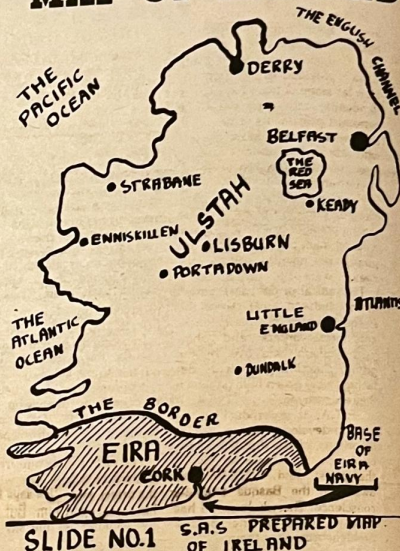 THE ENGLISH CHANNEL
THE
PACIFIC
OCEAN
DERRY
BELFAST
THE
RED
SEA
STRABANE
KEADY
ULSTAH
ENNISKILLEN
LISBURN
PORTADOWN
THE
ATLANTIC
OCEAN
LITTLE
ENGLAND
ATLANTIS
DUNDALK
THE BORDER
EIRA
CORK
BASE
OF
EIRA
NAVY
SLIDE NO.1
S.A.S PREPARED MAP
OF IRELAND